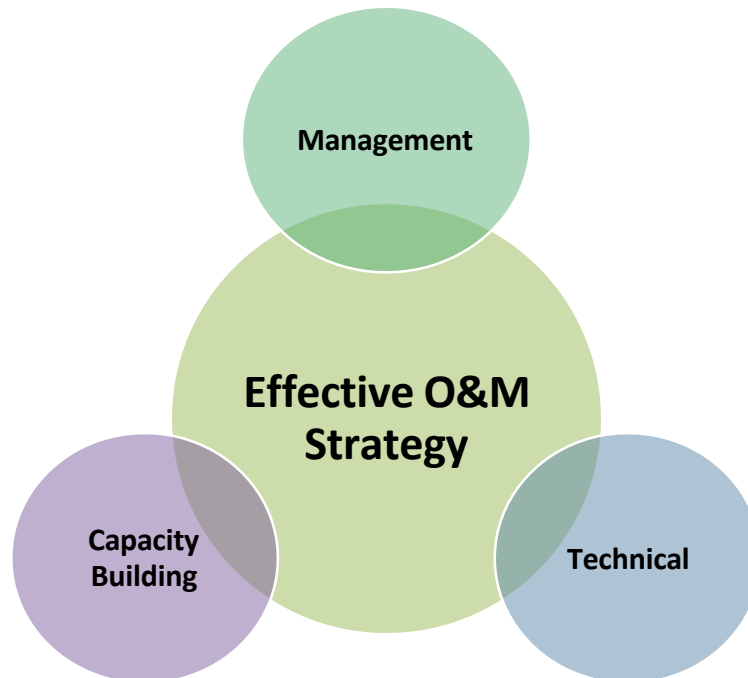 Management
Effective O&M
Strategy
Capacity
Building
Technical